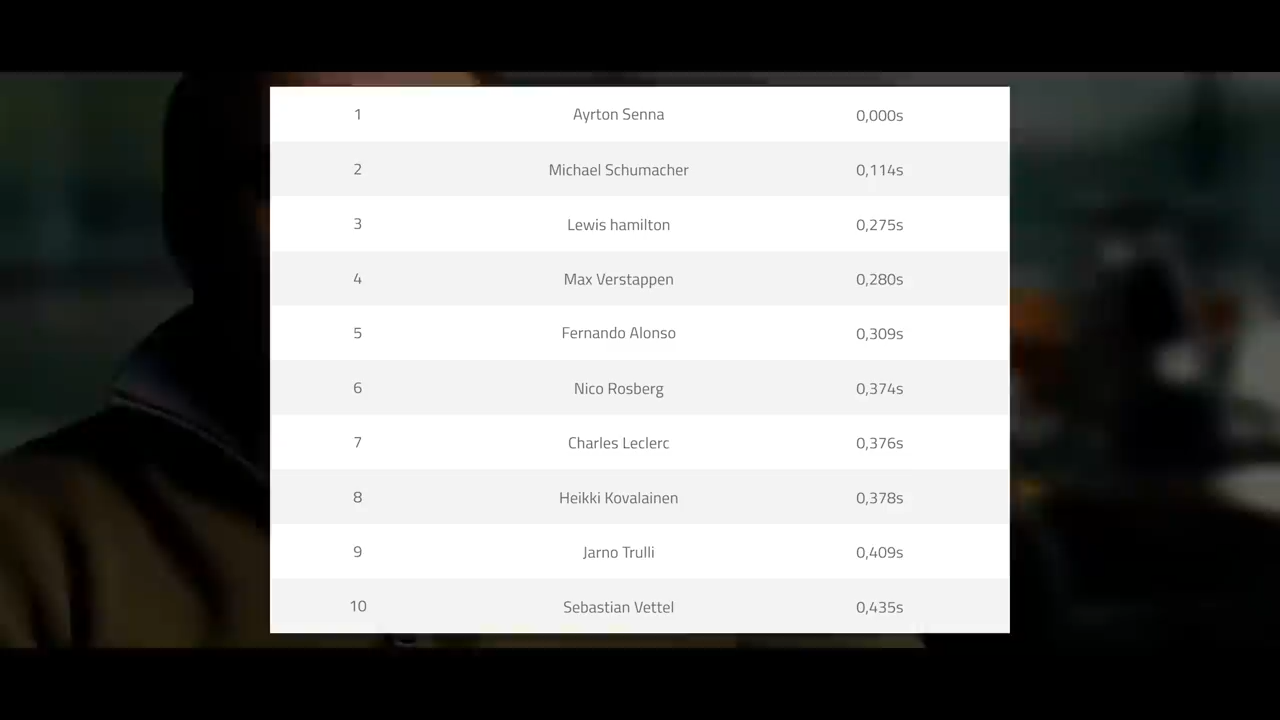 1 Ayrton Senna 0,000s
2 Michael Schumacher 0,114s
3 Lewis hamilton 0,275s
4 Max Verstappen 0,280s
5 Fernando Alonso 0,309s
6 Nico Rosberg 0,374s
7 Charles Leclerc 0,376s
8 Heikki Kovalainen 0,378s
9 Jarno Trulli 0,409s
10 Sebastian Vettel 0,435s